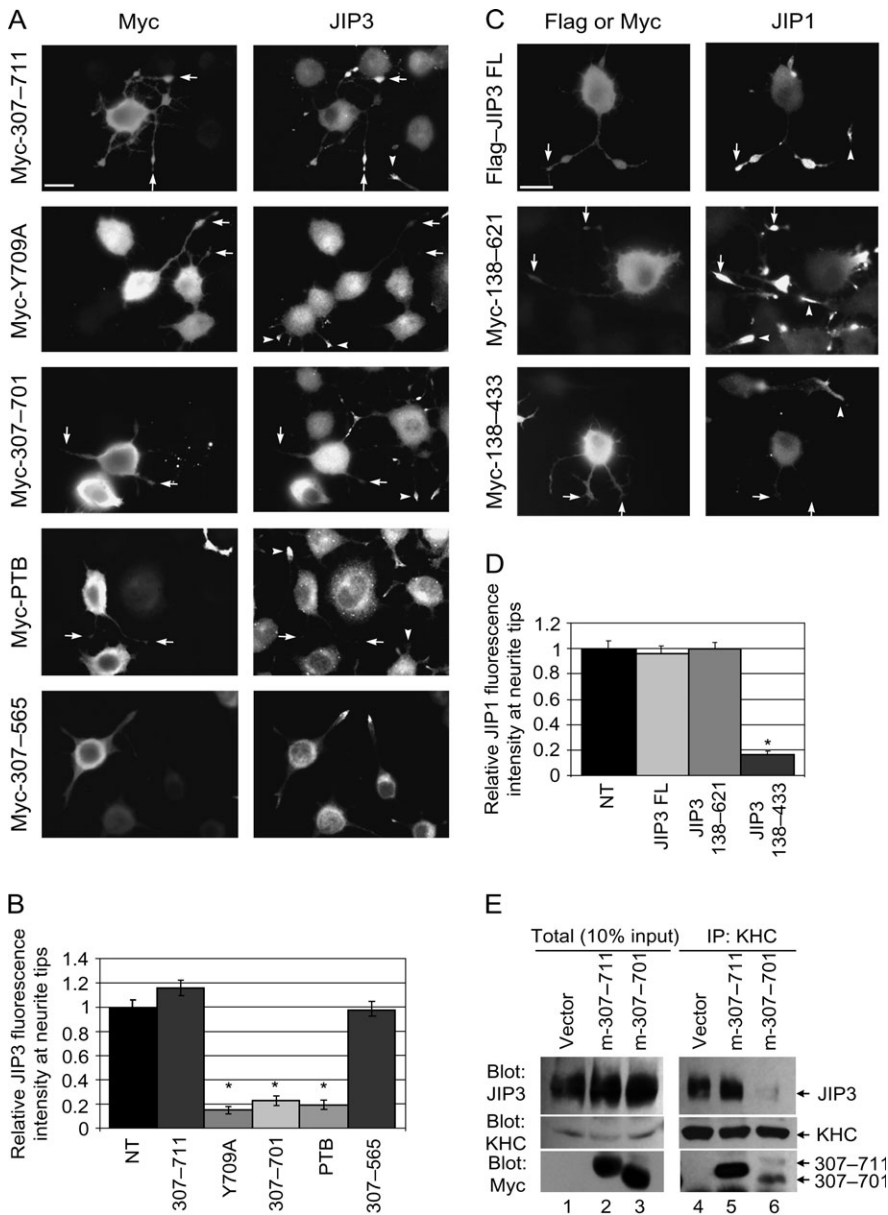 A
Myc
JIP3
Myc-307–711
Myc-Y709A
Myc-307–701
Myc-PTB
Myc-307–565
B
Relative JIP3 fluorescence
intensity at neurite tips
1.4
1.2
1
0.8
0.6
0.4
0.2
0
*
*
*
NT
307–711
Y709A
307–701
PTB
307–565
C
Flag or Myc
JIP1
Flag–JIP3 FL
Myc-138–621
Myc-138–433
D
Relative JIP1 fluorescence
intensity at neurite tips
1.2
1
0.8
0.6
0.4
0.2
0
*
NT
JIP3 FL
JIP3
138–621
JIP3
138–433
E
Total (10% input)
IP: KHC
Vector
m-307–711
m-307–701
Vector
m-307–711
m-307–701
Blot:
JIP3
JIP3
Blot:
KHC
KHC
Blot:
Myc
307–711
307–701
1 2 3 4 5 6